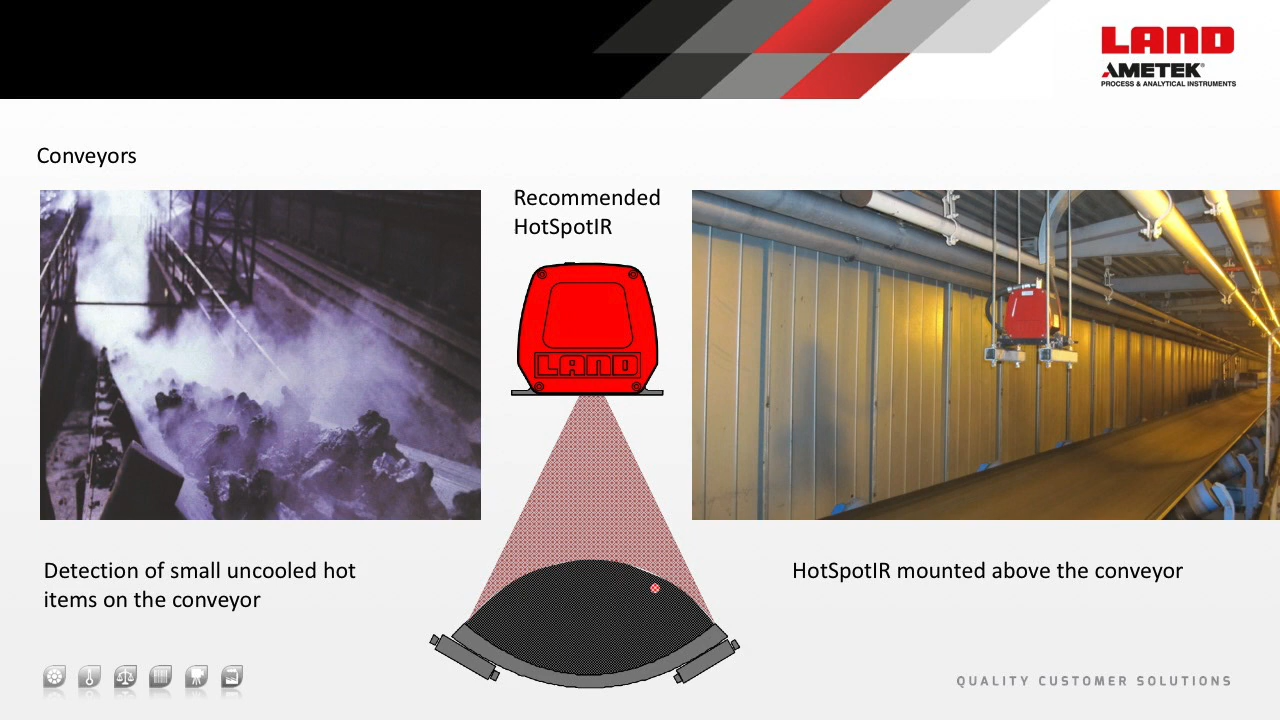 LAND
AMETEK®
PROCESS & ANALYTICAL INSTRUMENTS
Conveyors
Recommended
HotSpotIR
LAND
Detection of small uncooled hot
items on the conveyor
HotSpotIR mounted above the conveyor
QUALITY CUSTOMER SOLUTIONS